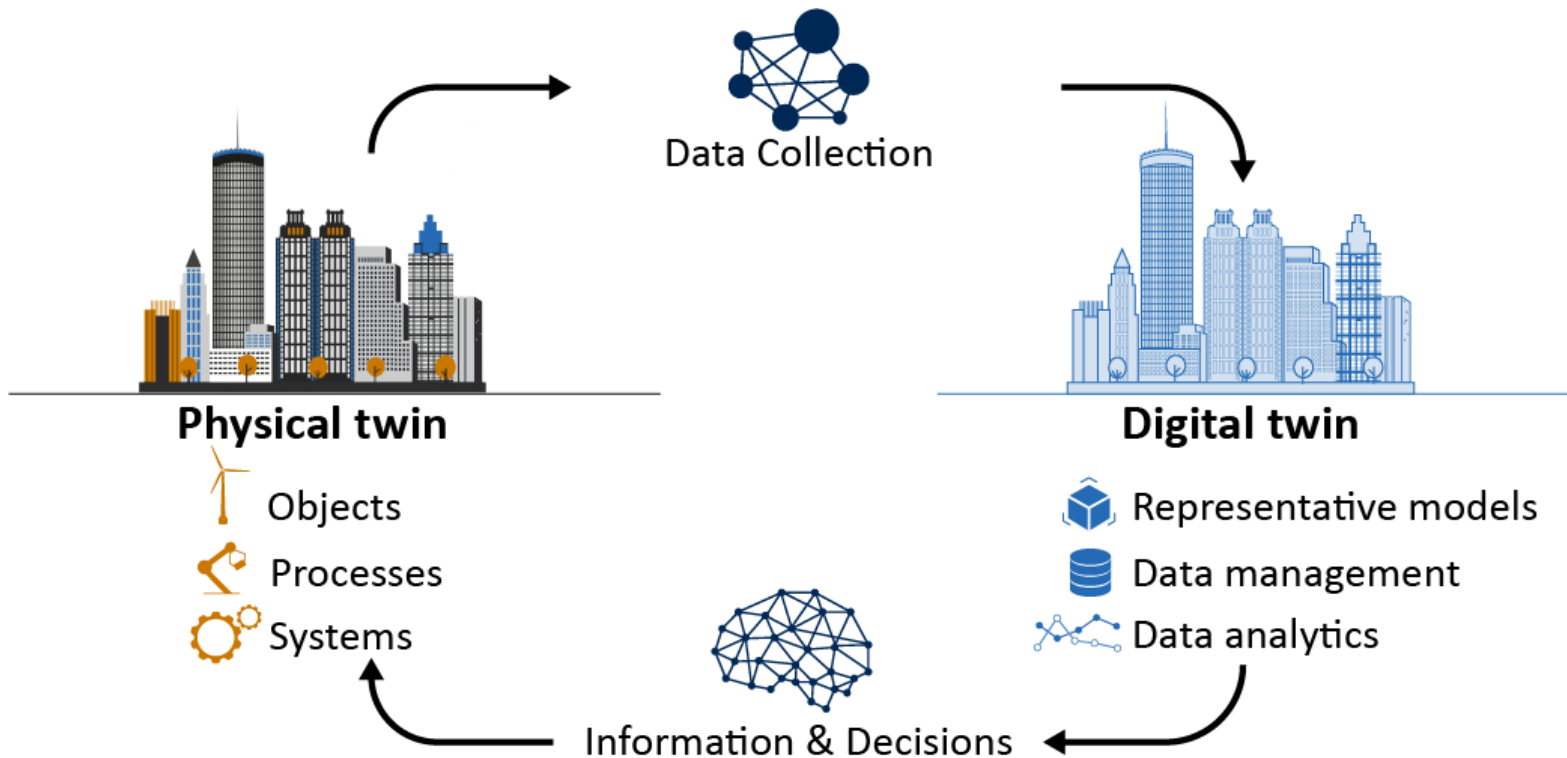 Data Collection
Physical twin
Digital twin
Objects
Processes
Systems
Representative models
Data management
Data analytics
Information & Decisions